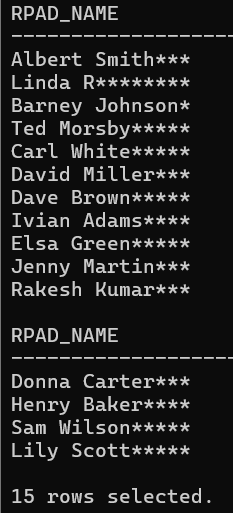 RPAD_NAME
-------------------
Albert Smith***
Linda R********
Barney Johnson*
Ted Morsby*****
Carl White*****
David Miller***
Dave Brown*****
Ivian Adams****
Elsa Green*****
Jenny Martin***
Rakesh Kumar***
RPAD_NAME
-------------------
Donna Carter***
Henry Baker****
Sam Wilson*****
Lily Scott*****
15 rows selected.